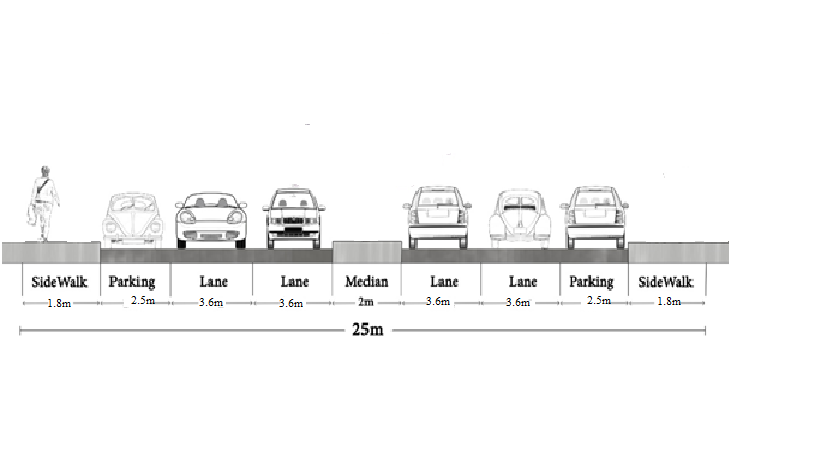 SideWalk Parking Lane Lane Median Lane Lane Parking SideWalk
1.8m 2.5m 3.6m 3.6m 2m 3.6m 3.6m 2.5m 1.8m
25m